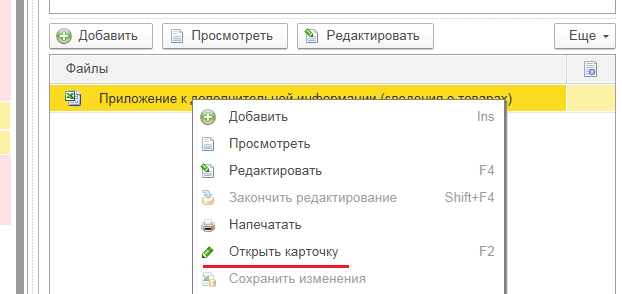 Добавить Просмотреть Редактировать Еще
Файлы
Приложение к дополнительной информации (сведения о товарах)
Добавить Ins
Просмотреть
Редактировать F4
Закончить редактирование Shift+F4
Напечатать
Открыть карточку F2
Сохранить изменения